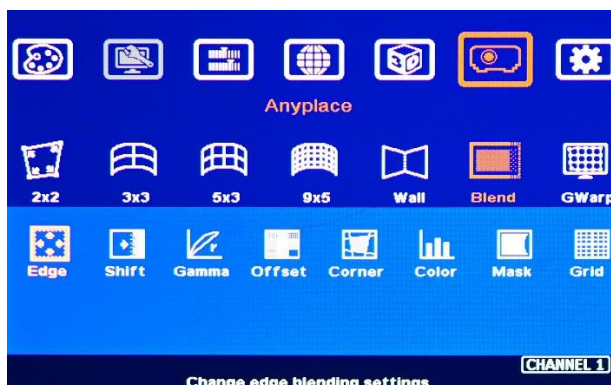 Anyplace
2x2 3x3 5x3 9x5 Wall Blend GWarp
Edge Shift Gamma Offset Corner Color Mask Grid
CHANNEL 1
Change edge blending settings